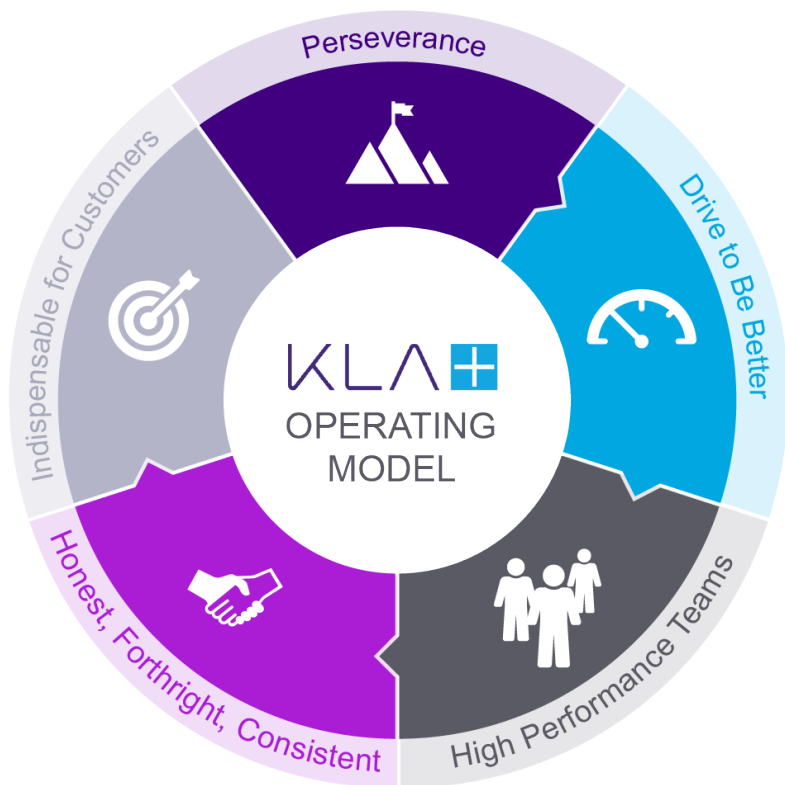 Perseverance
Drive to Be Better
High Performance Teams
Honest, Forthright, Consistent
Indispensable for Customers
KLA+
OPERATING
MODEL